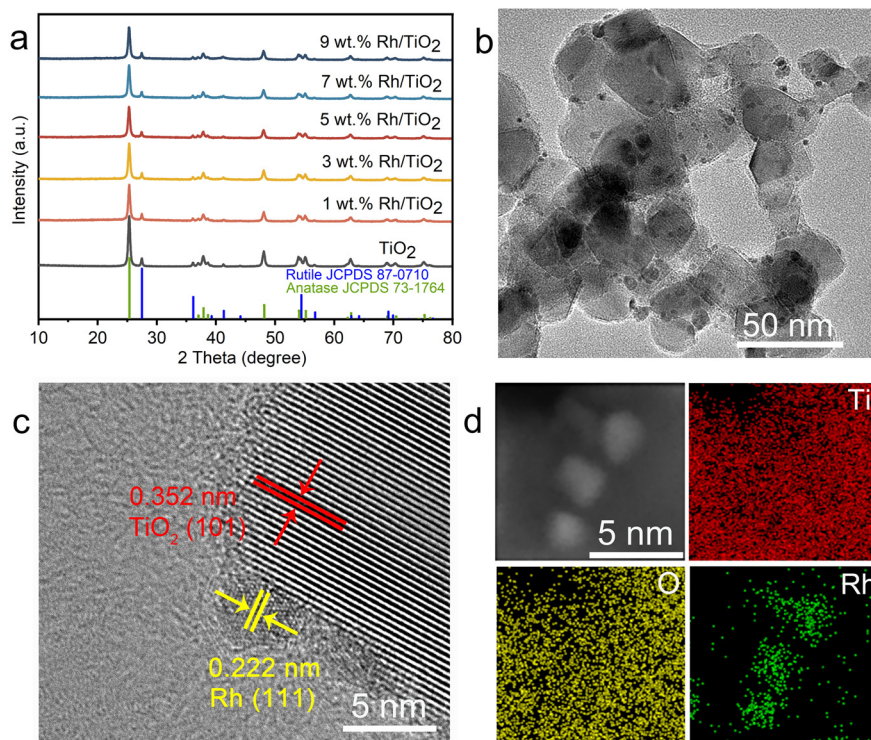 a
9 wt.% Rh/TiO₂
7 wt.% Rh/TiO₂
5 wt.% Rh/TiO₂
3 wt.% Rh/TiO₂
1 wt.% Rh/TiO₂
TiO₂
Rutile JCPDS 87-0710
Anatase JCPDS 73-1764
Intensity (a.u.)
10 20 30 40 50 60 70 80
2 Theta (degree)
b
50 nm
c
0.352 nm
TiO₂ (101)
0.222 nm
Rh (111)
5 nm
d
5 nm
Ti
O
Rh